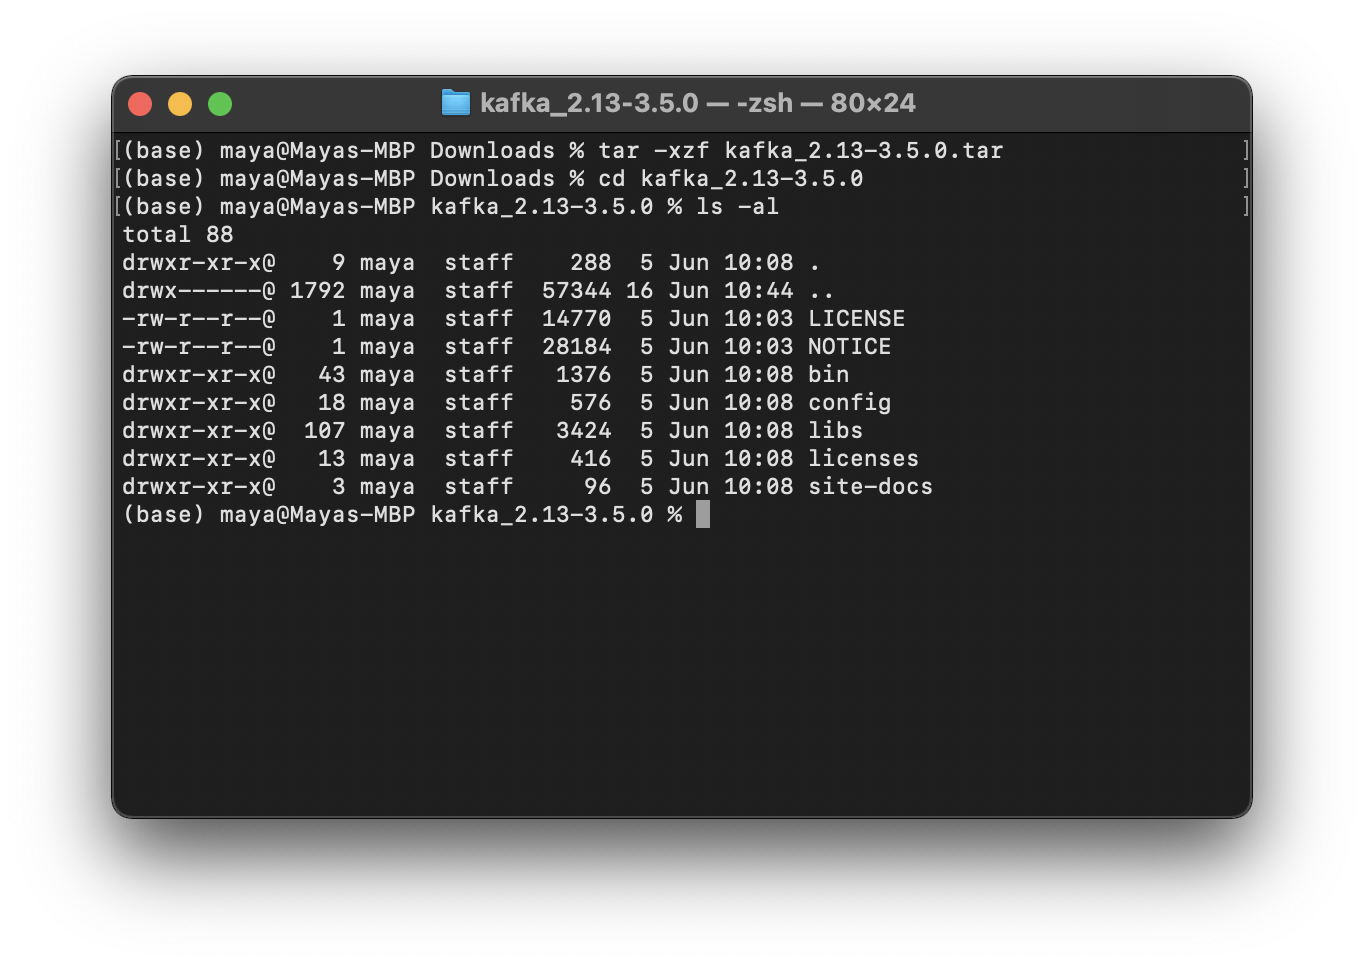 kafka_2.13-3.5.0 — -zsh — 80×24
[(base) maya@Mayas-MBP Downloads % tar -xzf kafka_2.13-3.5.0.tar ]
[(base) maya@Mayas-MBP Downloads % cd kafka_2.13-3.5.0 ]
[(base) maya@Mayas-MBP kafka_2.13-3.5.0 % ls -al ]
total 88
drwxr-xr-x@    9 maya  staff    288  5 Jun 10:08 .
drwx------@ 1792 maya  staff  57344 16 Jun 10:44 ..
-rw-r--r--@    1 maya  staff  14770  5 Jun 10:03 LICENSE
-rw-r--r--@    1 maya  staff  28184  5 Jun 10:03 NOTICE
drwxr-xr-x@   43 maya  staff   1376  5 Jun 10:08 bin
drwxr-xr-x@   18 maya  staff    576  5 Jun 10:08 config
drwxr-xr-x@  107 maya  staff   3424  5 Jun 10:08 libs
drwxr-xr-x@   13 maya  staff    416  5 Jun 10:08 licenses
drwxr-xr-x@    3 maya  staff     96  5 Jun 10:08 site-docs
(base) maya@Mayas-MBP kafka_2.13-3.5.0 %